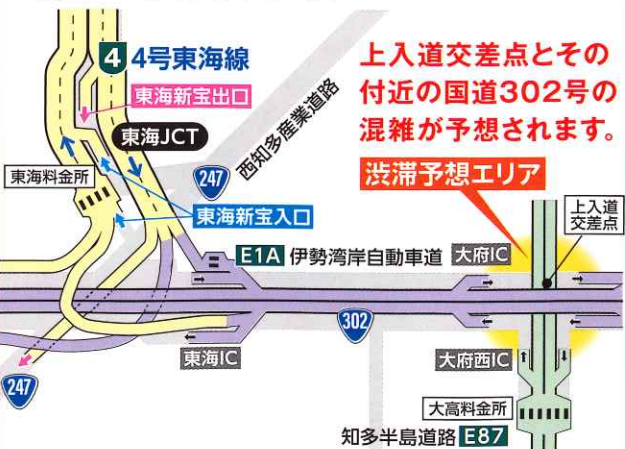 4 4号東海線
東海新宝出口
東海JCT
西知多産業道路
247
東海料金所
東海新宝入口
上入道交差点とその
付近の国道302号の
混雑が予想されます。
渋滞予想エリア
上入道
交差点
E1A 伊勢湾岸自動車道 大府IC
302
東海IC
大府西IC
247
大高料金所
知多半島道路 E87